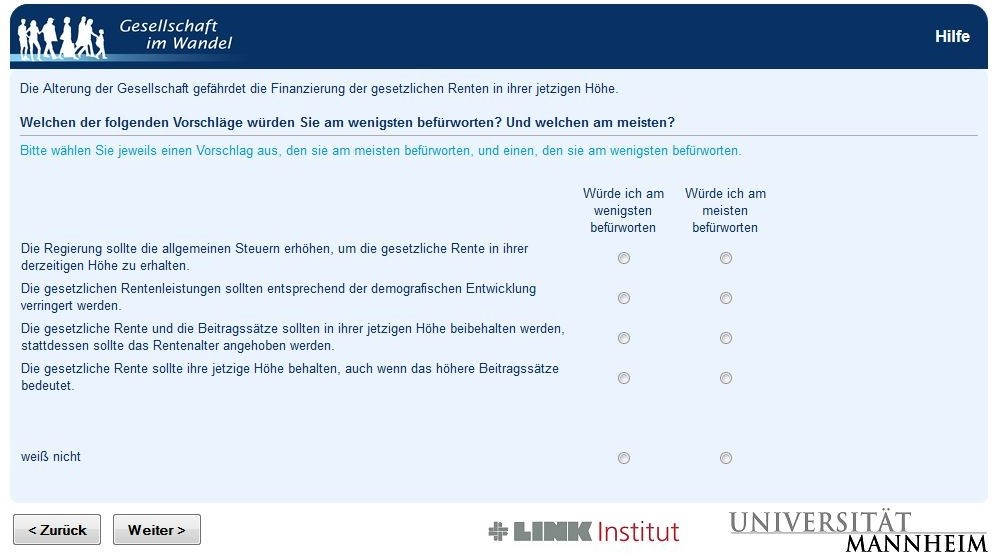 Gesellschaft
im Wandel
Hilfe
Die Alterung der Gesellschaft gefährdet die Finanzierung der gesetzlichen Renten in ihrer jetzigen Höhe.
Welchen der folgenden Vorschläge würden Sie am wenigsten befürworten? Und welchen am meisten?
Bitte wählen Sie jeweils einen Vorschlag aus, den sie am meisten befürworten, und einen, den sie am wenigsten befürworten.
Würde ich am
wenigsten
befürworten
Würde ich am
meisten
befürworten
Die Regierung sollte die allgemeinen Steuern erhöhen, um die gesetzliche Rente in ihrer
derzeitigen Höhe zu erhalten.
Die gesetzlichen Rentenleistungen sollten entsprechend der demografischen Entwicklung
verringert werden.
Die gesetzliche Rente und die Beitragssätze sollten in ihrer jetzigen Höhe beibehalten werden,
stattdessen sollte das Rentenalter angehoben werden.
Die gesetzliche Rente sollte ihre jetzige Höhe behalten, auch wenn das höhere Beitragssätze
bedeutet.
weiß nicht
< Zurück
Weiter >
LINK Institut
UNIVERSITÄT
MANNHEIM